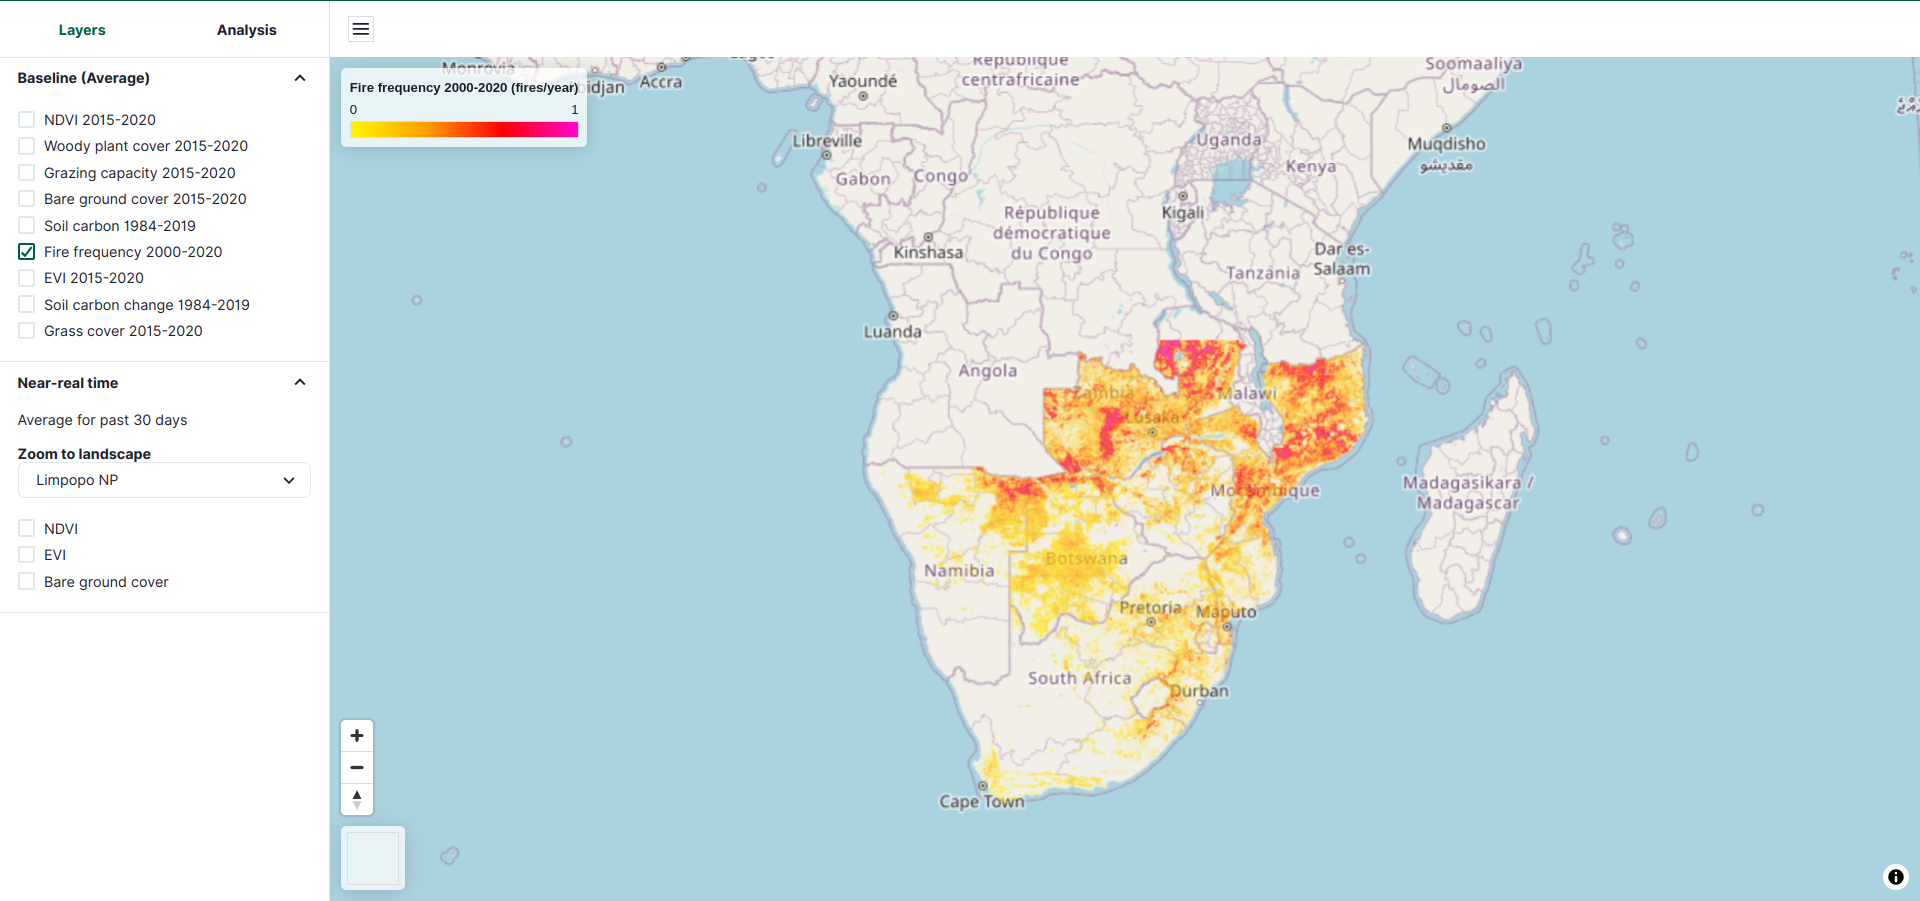 Layers
Analysis
Baseline (Average)
NDVI 2015-2020
Woody plant cover 2015-2020
Grazing capacity 2015-2020
Bare ground cover 2015-2020
Soil carbon 1984-2019
Fire frequency 2000-2020
EVI 2015-2020
Soil carbon change 1984-2019
Grass cover 2015-2020
Near-real time
Average for past 30 days
Zoom to landscape
Limpopo NP
NDVI
EVI
Bare ground cover
Fire frequency 2000-2020 (fires/year)
0 1
Monrovia
bidjan
Accra
Lagos
Yaoundé
République
centrafricaine
Soomaaliya
الصومال
Libreville
Uganda
Muqdisho
مقديشو
Gabon
Congo
Kenya
Kigali
République
démocratique
du Congo
Kinshasa
Dar es-
Salaam
Tanzania
Luanda
Angola
Zambia
Malawi
Lusaka
Mozambique
Madagasikara /
Madagascar
Botswana
Namibia
Pretoria
Maputo
South Africa
Durban
Cape Town